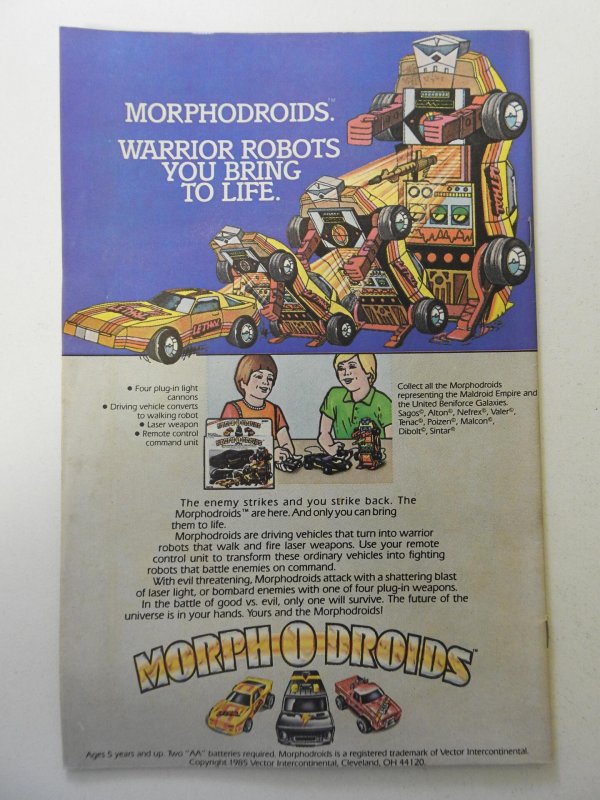 MORPHODROIDS.™
WARRIOR ROBOTS
YOU BRING
TO LIFE.
LETHAL
• Four plug-in light
cannons
• Driving vehicle converts
to walking robot
• Laser weapon
• Remote control
command unit
Collect all the Morphodroids
representing the Maldroid Empire and
the United Beniforce Galaxies.
Sagos®, Alton®, Nefrex®, Valer®,
Tenac®, Poizen®, Malcon®,
Dibolt®, Sintar®
The enemy strikes and you strike back. The
Morphodroids™ are here. And only you can bring
them to life.
Morphodroids are driving vehicles that turn into warrior
robots that walk and fire laser weapons. Use your remote
control unit to transform these ordinary vehicles into fighting
robots that battle enemies on command.
With evil threatening, Morphodroids attack with a shattering blast
of laser light, or bombard enemies with one of four plug-in weapons.
In the battle of good vs. evil, only one will survive. The future of the
universe is in your hands. Yours and the Morphodroids!
MORPH·O·DROIDS™
Ages 5 years and up. Two "AA" batteries required. Morphodroids is a registered trademark of Vector Intercontinental.
Copyright 1985 Vector Intercontinental, Cleveland, OH 44120.